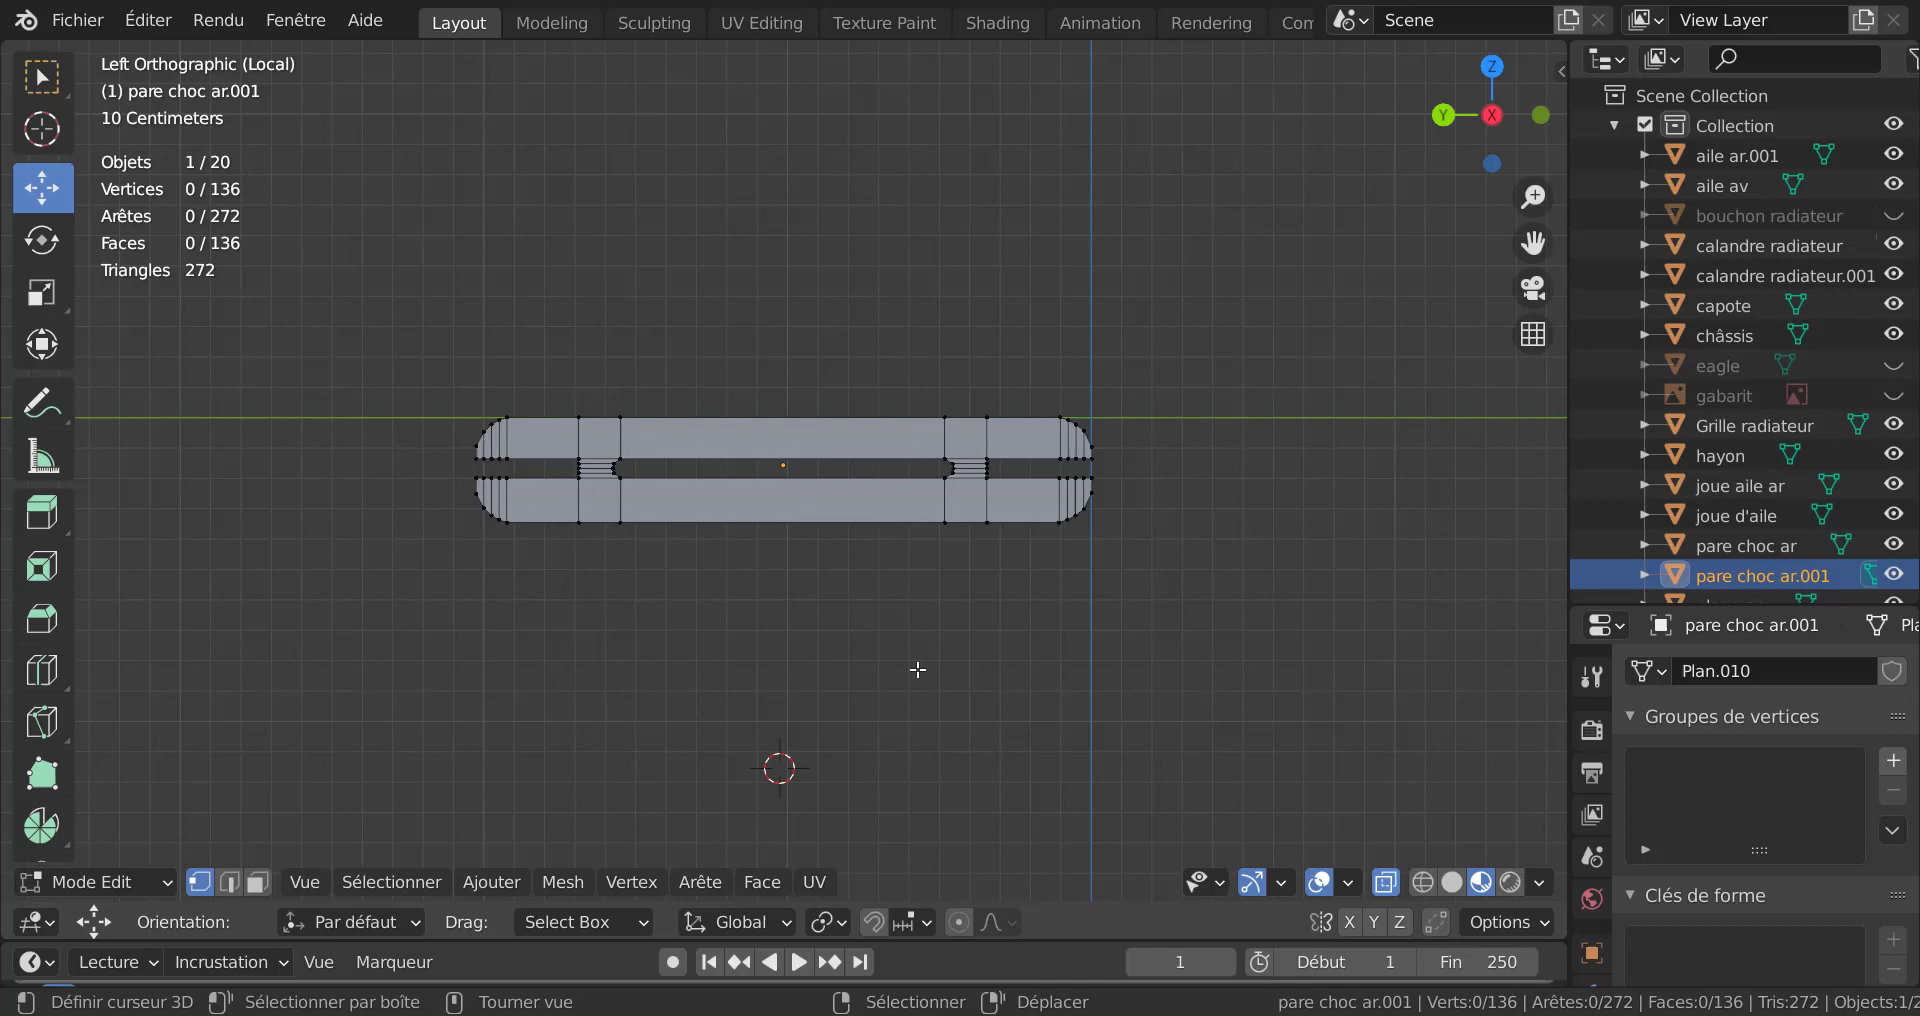 Fichier Éditer Rendu Fenêtre Aide Layout Modeling Sculpting UV Editing Texture Paint Shading Animation Rendering Scene View Layer
Left Orthographic (Local)
(1) pare choc ar.001
10 Centimeters
Objets 1 / 20
Vertices 0 / 136
Arêtes 0 / 272
Faces 0 / 136
Triangles 272
Z
Y
X
Scene Collection
Collection
aile ar.001
aile av
bouchon radiateur
calandre radiateur
calandre radiateur.001
capote
châssis
eagle
gabarit
Grille radiateur
hayon
joue aile ar
joue d'aile
pare choc ar
pare choc ar.001
pare choc ar.001
Plan.010
Groupes de vertices
Clés de forme
Mode Edit Vue Sélectionner Ajouter Mesh Vertex Arête Face UV
Orientation: Par défaut Drag: Select Box Global X Y Z Options
Lecture Incrustation Vue Marqueur 1 Début 1 Fin 250
Définir curseur 3D Sélectionner par boîte Tourner vue Sélectionner Déplacer pare choc ar.001 | Verts:0/136 | Arêtes:0/272 | Faces:0/136 | Tris:272 | Objects:1/2